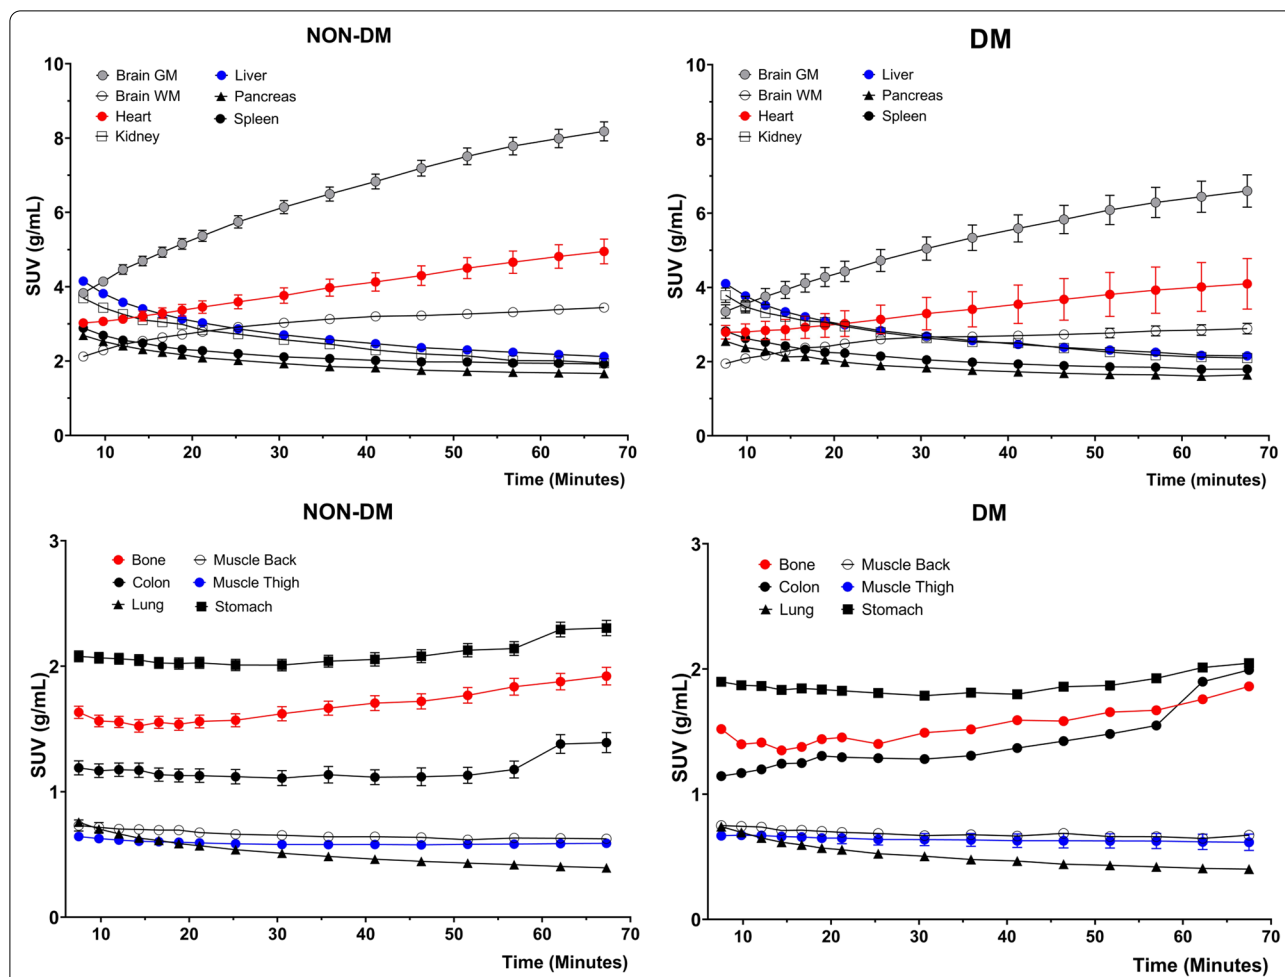 NON-DM
10
8
6
4
2
0
SUV (g/mL)
Brain GM
Brain WM
Heart
Kidney
Liver
Pancreas
Spleen
10 20 30 40 50 60 70
Time (Minutes)
DM
10
8
6
4
2
0
SUV (g/mL)
Brain GM
Brain WM
Heart
Kidney
Liver
Pancreas
Spleen
10 20 30 40 50 60 70
Time (minutes)
NON-DM
3
2
1
0
SUV (g/mL)
Bone
Colon
Lung
Muscle Back
Muscle Thigh
Stomach
10 20 30 40 50 60 70
Time (Minutes)
DM
3
2
1
0
SUV (g/mL)
Bone
Colon
Lung
Muscle Back
Muscle Thigh
Stomach
10 20 30 40 50 60 70
Time (Minutes)